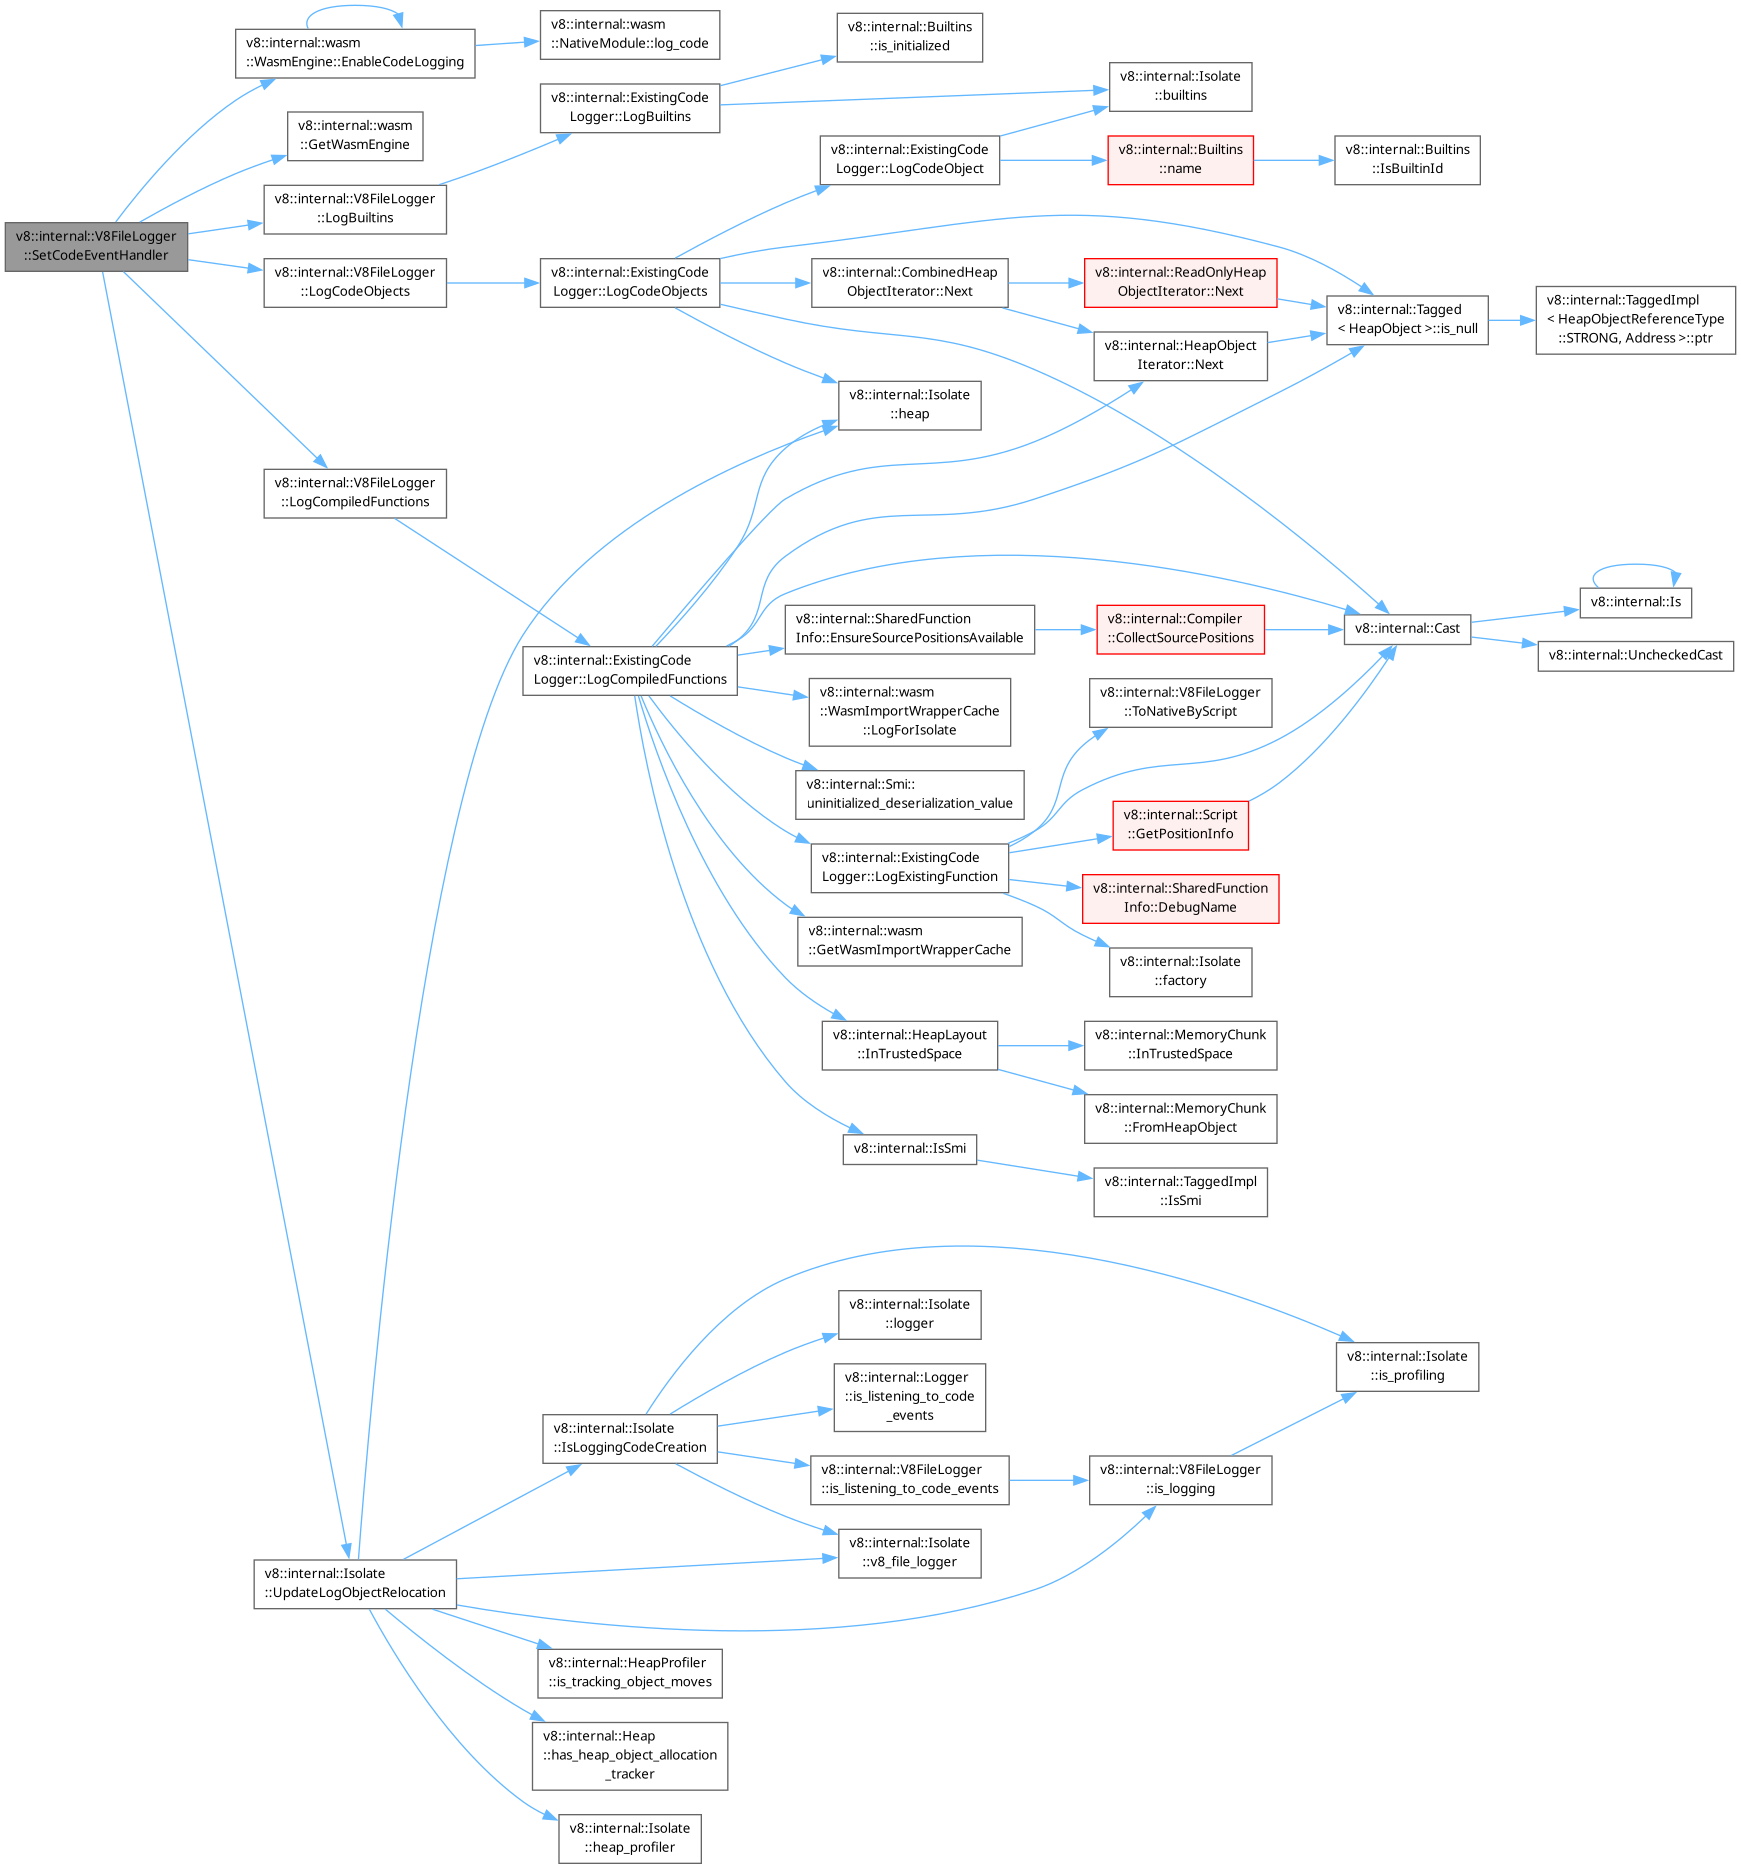 v8::internal::V8FileLogger
::SetCodeEventHandler
v8::internal::wasm
::WasmEngine::EnableCodeLogging
v8::internal::wasm
::GetWasmEngine
v8::internal::V8FileLogger
::LogBuiltins
v8::internal::V8FileLogger
::LogCodeObjects
v8::internal::V8FileLogger
::LogCompiledFunctions
v8::internal::Isolate
::UpdateLogObjectRelocation
v8::internal::wasm
::NativeModule::log_code
v8::internal::ExistingCode
Logger::LogBuiltins
v8::internal::ExistingCode
Logger::LogCodeObjects
v8::internal::ExistingCode
Logger::LogCompiledFunctions
v8::internal::Isolate
::IsLoggingCodeCreation
v8::internal::HeapProfiler
::is_tracking_object_moves
v8::internal::Heap
::has_heap_object_allocation
_tracker
v8::internal::Isolate
::heap_profiler
v8::internal::Builtins
::is_initialized
v8::internal::ExistingCode
Logger::LogCodeObject
v8::internal::CombinedHeap
ObjectIterator::Next
v8::internal::Isolate
::heap
v8::internal::SharedFunction
Info::EnsureSourcePositionsAvailable
v8::internal::wasm
::WasmImportWrapperCache
::LogForIsolate
v8::internal::Smi::
uninitialized_deserialization_value
v8::internal::ExistingCode
Logger::LogExistingFunction
v8::internal::wasm
::GetWasmImportWrapperCache
v8::internal::HeapLayout
::InTrustedSpace
v8::internal::IsSmi
v8::internal::Isolate
::logger
v8::internal::Logger
::is_listening_to_code
_events
v8::internal::V8FileLogger
::is_listening_to_code_events
v8::internal::Isolate
::v8_file_logger
v8::internal::Isolate
::builtins
v8::internal::Builtins
::name
v8::internal::ReadOnlyHeap
ObjectIterator::Next
v8::internal::HeapObject
Iterator::Next
v8::internal::Compiler
::CollectSourcePositions
v8::internal::V8FileLogger
::ToNativeByScript
v8::internal::Script
::GetPositionInfo
v8::internal::SharedFunction
Info::DebugName
v8::internal::Isolate
::factory
v8::internal::MemoryChunk
::InTrustedSpace
v8::internal::MemoryChunk
::FromHeapObject
v8::internal::TaggedImpl
::IsSmi
v8::internal::V8FileLogger
::is_logging
v8::internal::Builtins
::IsBuiltinId
v8::internal::Tagged
< HeapObject >::is_null
v8::internal::Cast
v8::internal::Isolate
::is_profiling
v8::internal::TaggedImpl
< HeapObjectReferenceType
::STRONG, Address >::ptr
v8::internal::Is
v8::internal::UncheckedCast